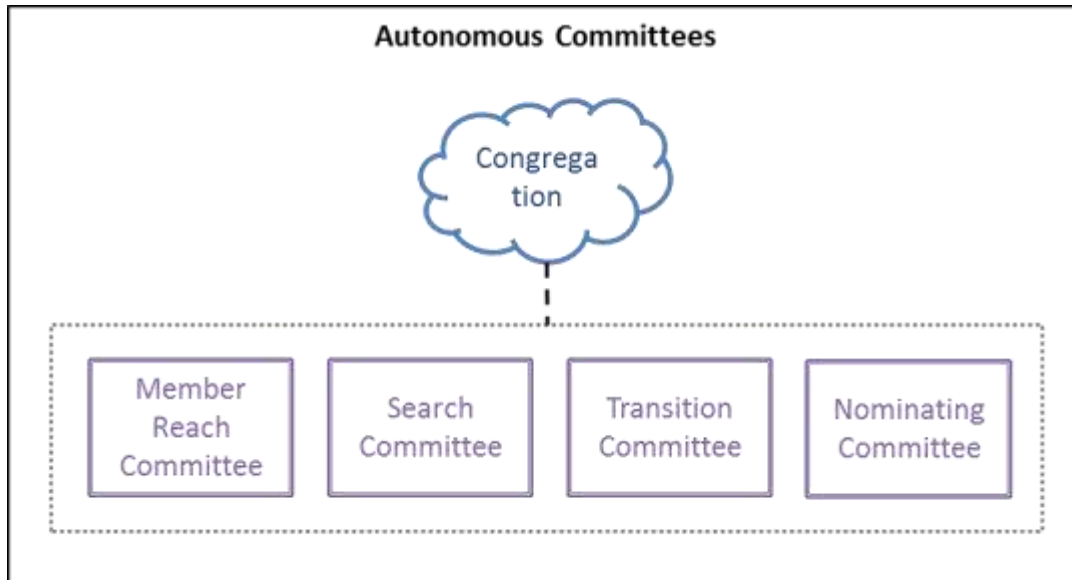 Autonomous Committees
Congrega
tion
Member
Reach
Committee
Search
Committee
Transition
Committee
Nominating
Committee